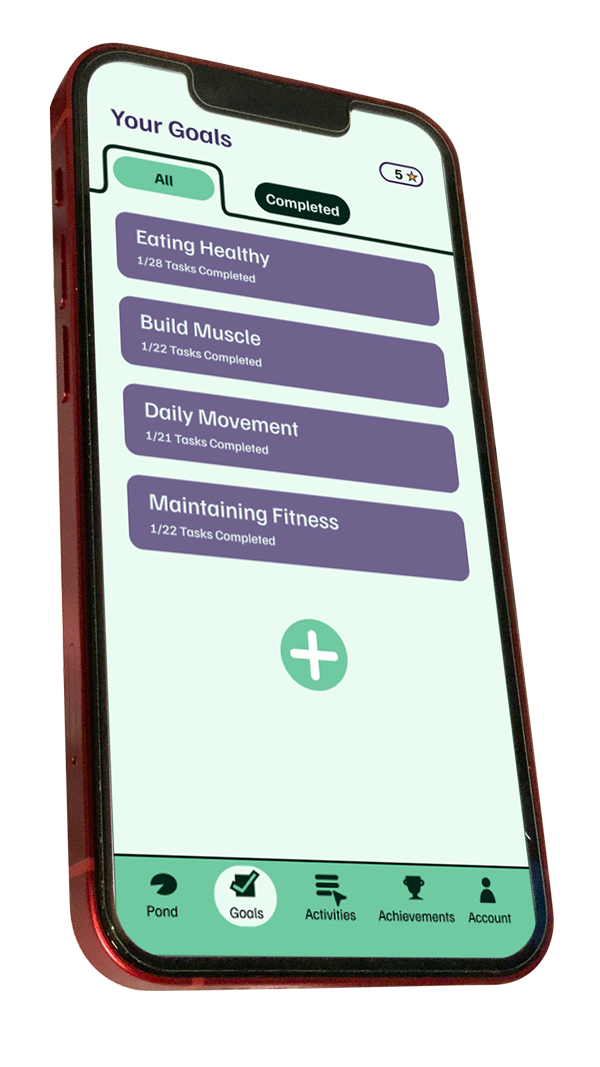 Your Goals
5
All
Completed
Eating Healthy
1/28 Tasks Completed
Build Muscle
1/22 Tasks Completed
Daily Movement
1/21 Tasks Completed
Maintaining Fitness
1/22 Tasks Completed
Pond
Goals
Activities
Achievements
Account